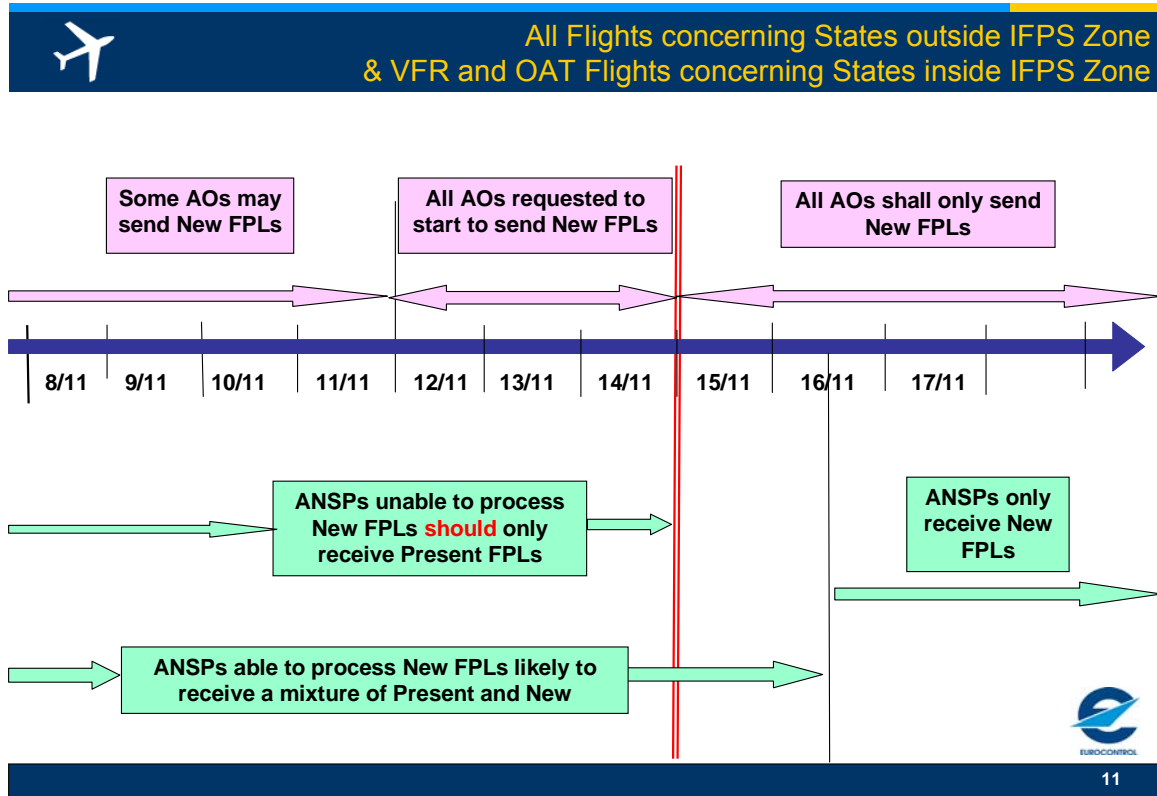 All Flights concerning States outside IFPS Zone
& VFR and OAT Flights concerning States inside IFPS Zone
Some AOs may
send New FPLs
All AOs requested to
start to send New FPLs
All AOs shall only send
New FPLs
8/11 9/11 10/11 11/11 12/11 13/11 14/11 15/11 16/11 17/11
ANSPs unable to process
New FPLs should only
receive Present FPLs
ANSPs only
receive New
FPLs
ANSPs able to process New FPLs likely to
receive a mixture of Present and New
EUROCONTROL
11